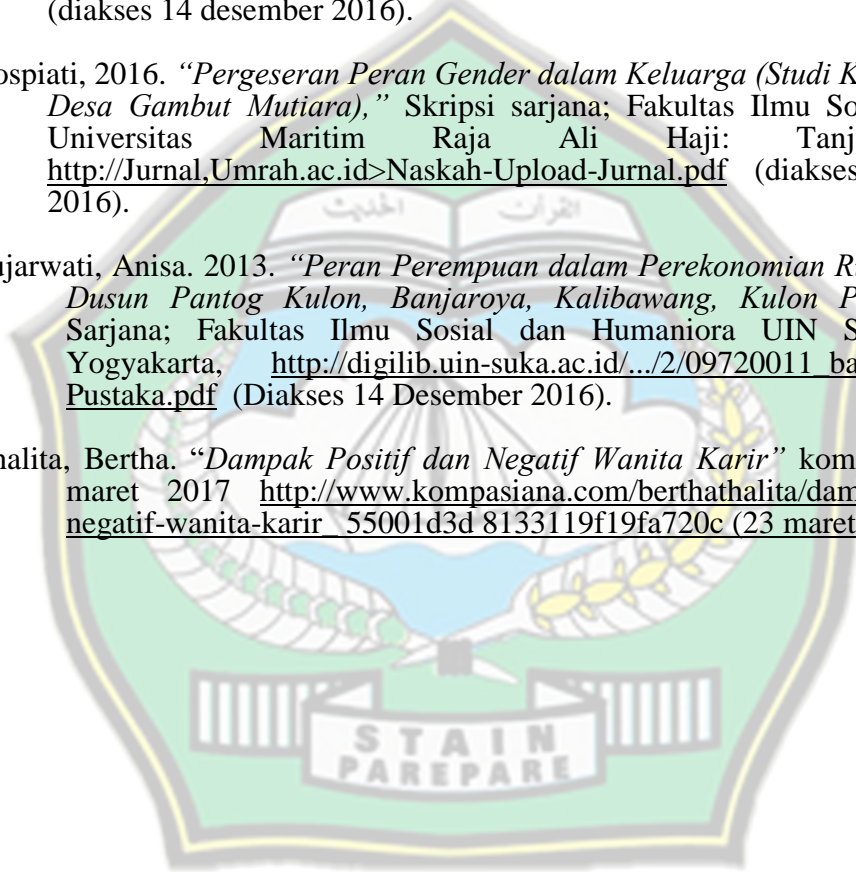 (diakses 14 desember 2016).
ospiati, 2016. “Pergeseran Peran Gender dalam Keluarga (Studi K
Desa Gambut Mutiara),” Skripsi sarjana; Fakultas Ilmu So
Universitas Maritim Raja Ali Haji: Tanj
http://Jurnal,Umrah.ac.id>Naskah-Upload-Jurnal.pdf (diakses
2016).
ujarwati, Anisa. 2013. “Peran Perempuan dalam Perekonomian R
Dusun Pantog Kulon, Banjaroya, Kalibawang, Kulon P
Sarjana; Fakultas Ilmu Sosial dan Humaniora UIN S
Yogyakarta, http://digilib.uin-suka.ac.id/.../2/09720011_ba
Pustaka.pdf (Diakses 14 Desember 2016).
halita, Bertha. “Dampak Positif dan Negatif Wanita Karir” kom
maret 2017 http://www.kompasiana.com/berthathalita/dam
negatif-wanita-karir_ 55001d3d 8133119f19fa720c (23 maret
الحديث القرآن
STAIN
PAREPARE